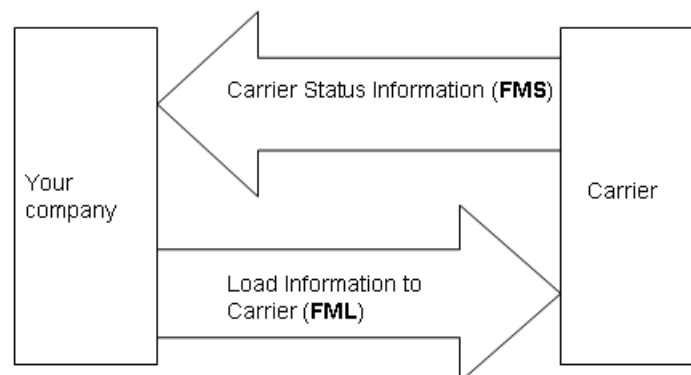 Carrier Status Information (FMS)
Your
company
Carrier
Load Information to
Carrier (FML)